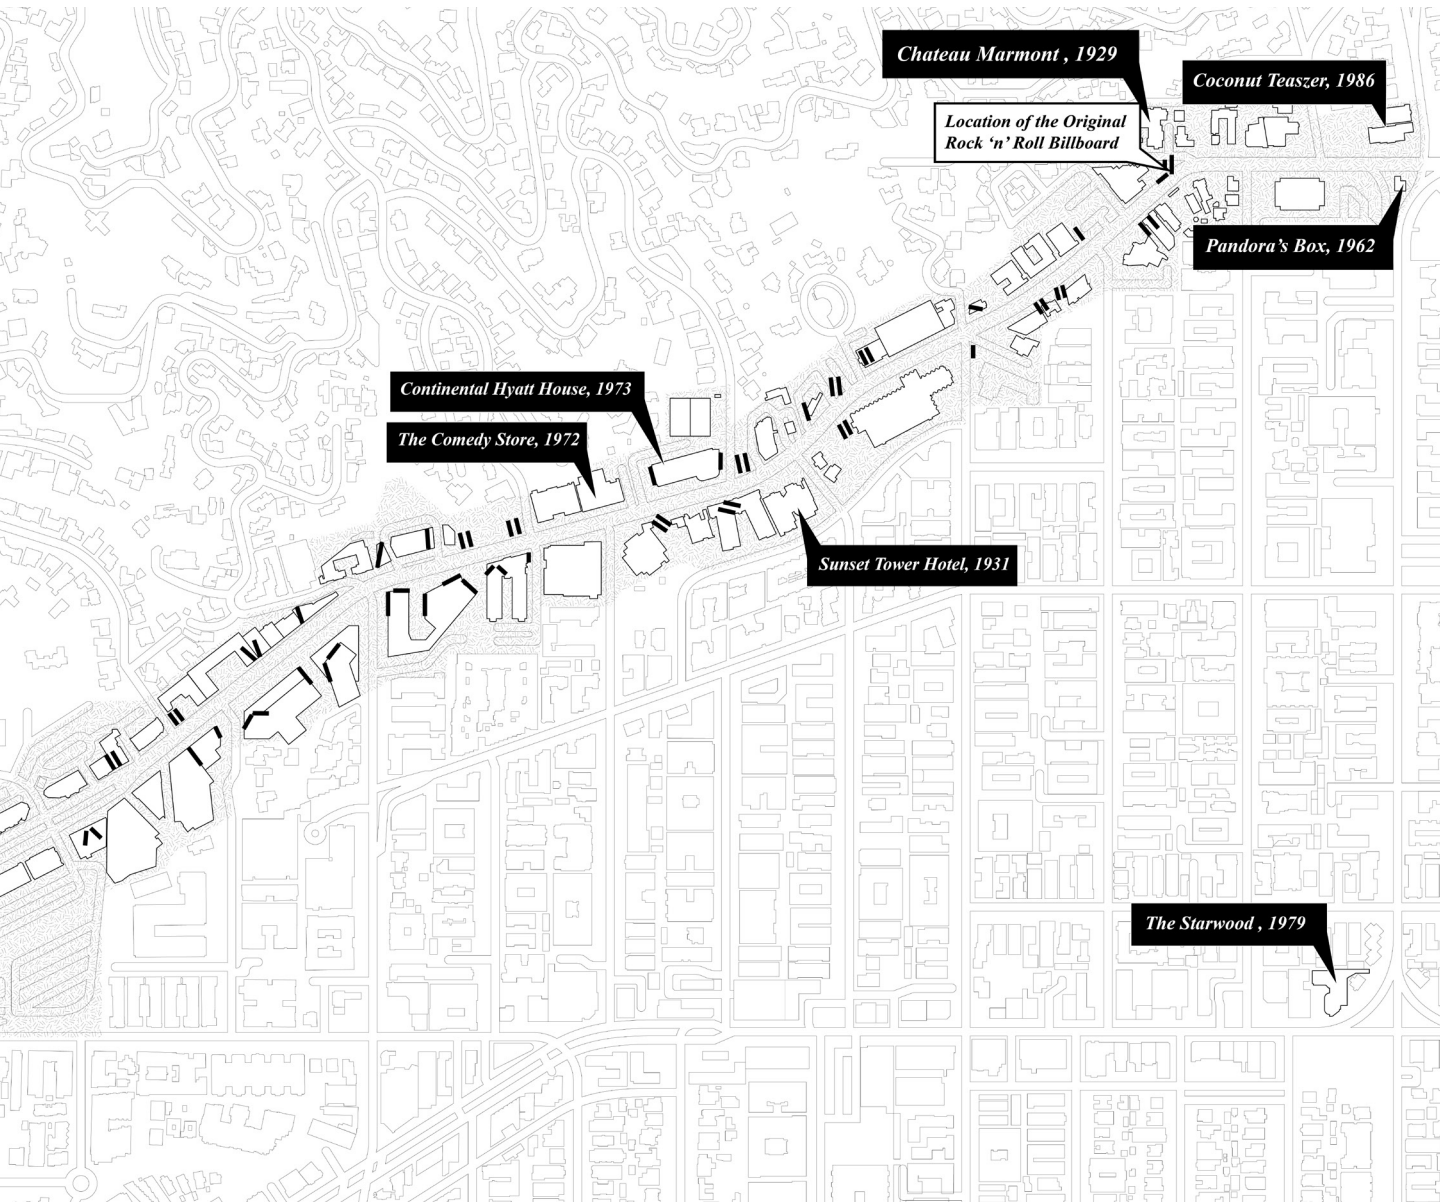 Chateau Marmont , 1929
Coconut Teaszer, 1986
Location of the Original
Rock ‘n’ Roll Billboard
Pandora’s Box, 1962
Continental Hyatt House, 1973
The Comedy Store, 1972
Sunset Tower Hotel, 1931
The Starwood , 1979